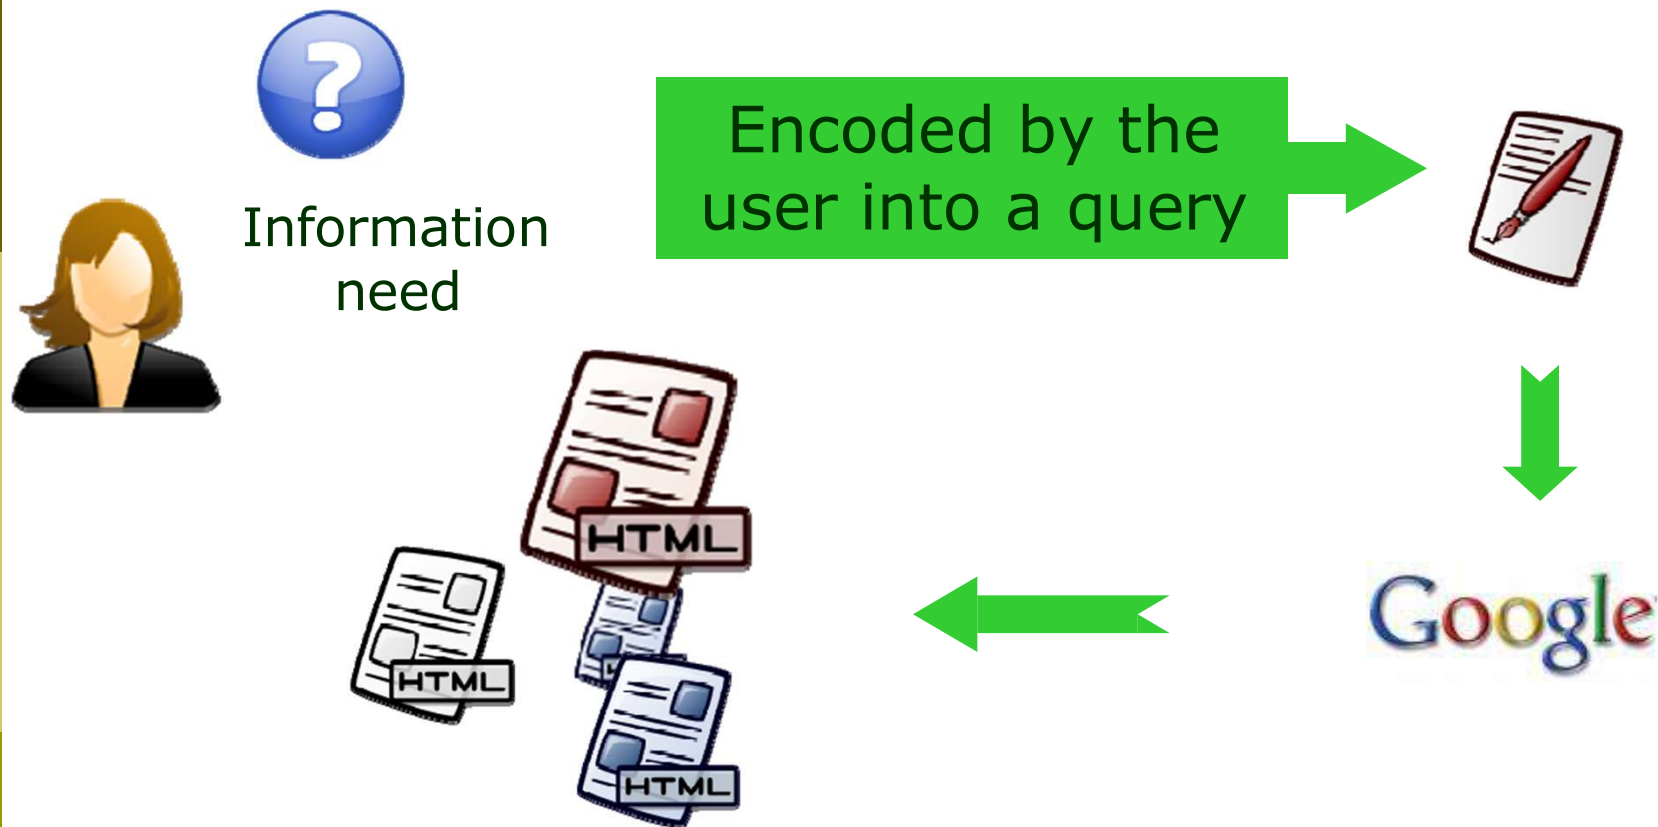 Encoded by the
user into a query
Information
need
HTML
HTML
Google
HTML